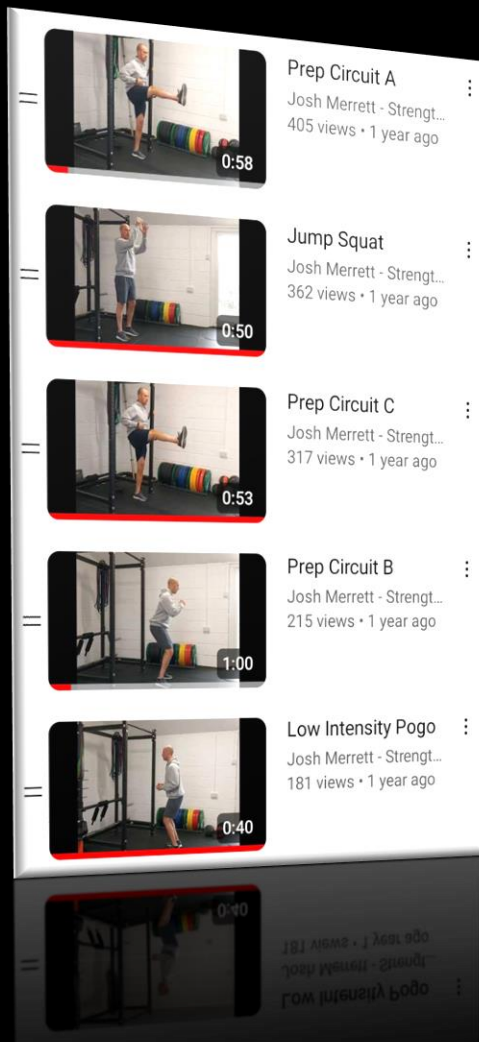 Prep Circuit A
Josh Merrett - Strengt...
405 views • 1 year ago
0:58
Jump Squat
Josh Merrett - Strengt...
362 views • 1 year ago
0:50
Prep Circuit C
Josh Merrett - Strengt...
317 views • 1 year ago
0:53
Prep Circuit B
Josh Merrett - Strengt...
215 views • 1 year ago
1:00
Low Intensity Pogo
Josh Merrett - Strengt...
181 views • 1 year ago
0:40